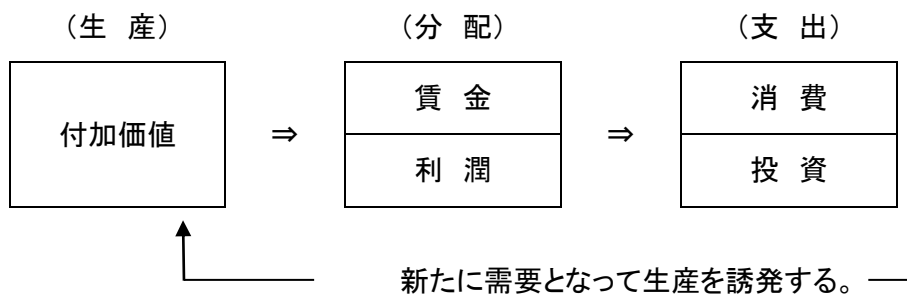 （生 産） （分 配） （支 出）
付加価値 ⇒ 賃 金 ⇒ 消 費
利 潤 投 資
新たに需要となって生産を誘発する。